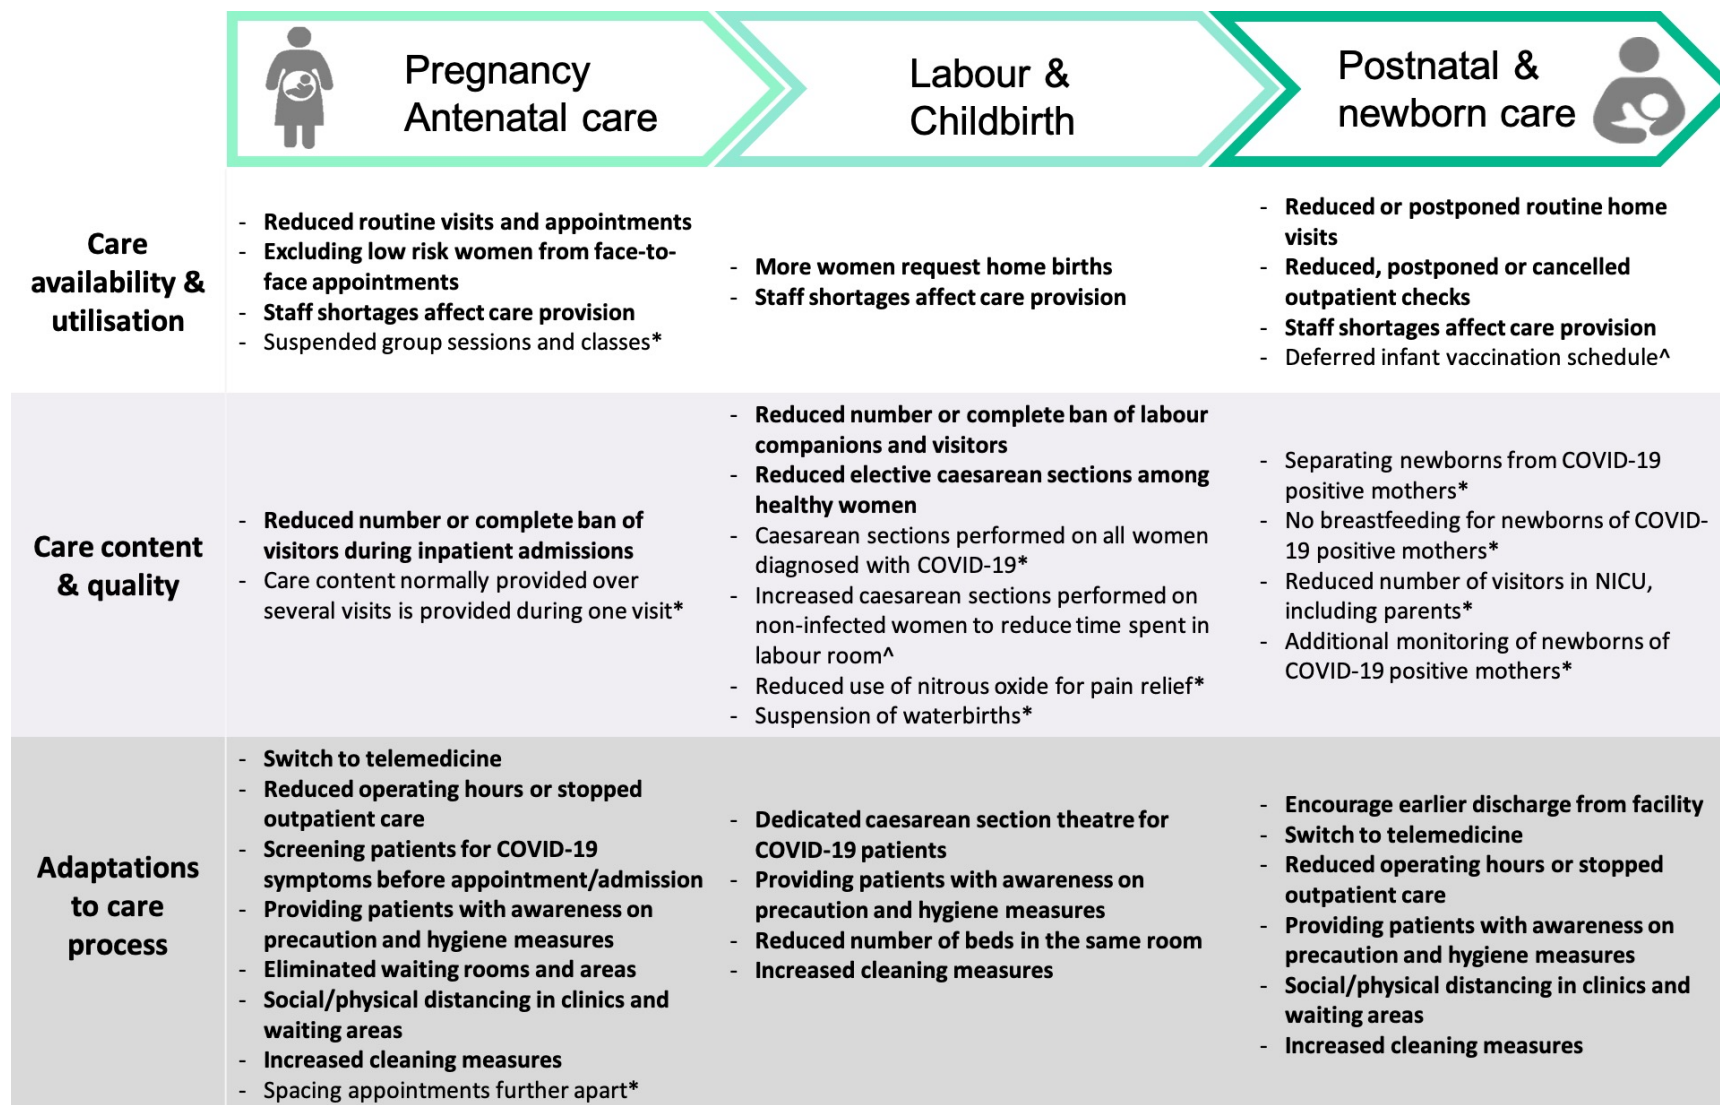 Pregnancy
Antenatal care
Labour &
Childbirth
Postnatal &
newborn care
Care
availability &
utilisation
- Reduced routine visits and appointments
- Excluding low risk women from face-to-
face appointments
- Staff shortages affect care provision
- Suspended group sessions and classes*
- More women request home births
- Staff shortages affect care provision
- Reduced or postponed routine home
visits
- Reduced, postponed or cancelled
outpatient checks
- Staff shortages affect care provision
- Deferred infant vaccination schedule^
Care content
& quality
- Reduced number or complete ban of
visitors during inpatient admissions
- Care content normally provided over
several visits is provided during one visit*
- Reduced number or complete ban of labour
companions and visitors
- Reduced elective caesarean sections among
healthy women
- Caesarean sections performed on all women
diagnosed with COVID-19*
- Increased caesarean sections performed on
non-infected women to reduce time spent in
labour room^
- Reduced use of nitrous oxide for pain relief*
- Suspension of waterbirths*
- Separating newborns from COVID-19
positive mothers*
- No breastfeeding for newborns of COVID-
19 positive mothers*
- Reduced number of visitors in NICU,
including parents*
- Additional monitoring of newborns of
COVID-19 positive mothers*
Adaptations
to care
process
- Switch to telemedicine
- Reduced operating hours or stopped
outpatient care
- Screening patients for COVID-19
symptoms before appointment/admission
- Providing patients with awareness on
precaution and hygiene measures
- Eliminated waiting rooms and areas
- Social/physical distancing in clinics and
waiting areas
- Increased cleaning measures
- Spacing appointments further apart*
- Dedicated caesarean section theatre for
COVID-19 patients
- Providing patients with awareness on
precaution and hygiene measures
- Reduced number of beds in the same room
- Increased cleaning measures
- Encourage earlier discharge from facility
- Switch to telemedicine
- Reduced operating hours or stopped
outpatient care
- Providing patients with awareness on
precaution and hygiene measures
- Social/physical distancing in clinics and
waiting areas
- Increased cleaning measures